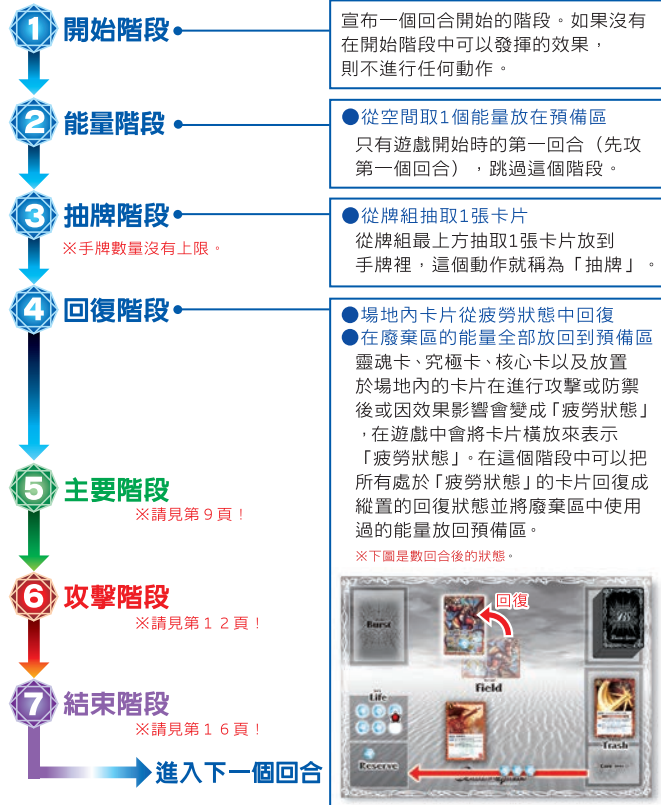 1 開始階段
宣布一個回合開始的階段。如果沒有
在開始階段中可以發揮的效果，
則不進行任何動作。
2 能量階段
●從空間取1個能量放在預備區
只有遊戲開始時的第一回合（先攻
第一個回合），跳過這個階段。
3 抽牌階段
※手牌數量沒有上限。
●從牌組抽取1張卡片
從牌組最上方抽取1張卡片放到
手牌裡，這個動作就稱為「抽牌」。
4 回復階段
●場地內卡片從疲勞狀態中回復
●在廢棄區的能量全部放回到預備區
靈魂卡、究極卡、核心卡以及放置
於場地內的卡片在進行攻擊或防禦
後或因效果影響會變成「疲勞狀態」
，在遊戲中會將卡片橫放來表示
「疲勞狀態」。在這個階段中可以把
所有處於「疲勞狀態」的卡片回復成
縱置的回復狀態並將廢棄區中使用
過的能量放回預備區。
※下圖是數回合後的狀態。
5 主要階段
※請見第９頁！
6 攻擊階段
※請見第１２頁！
7 結束階段
※請見第１６頁！
進入下一個回合
回復
Burst
Field
Life
Trash
Reserve